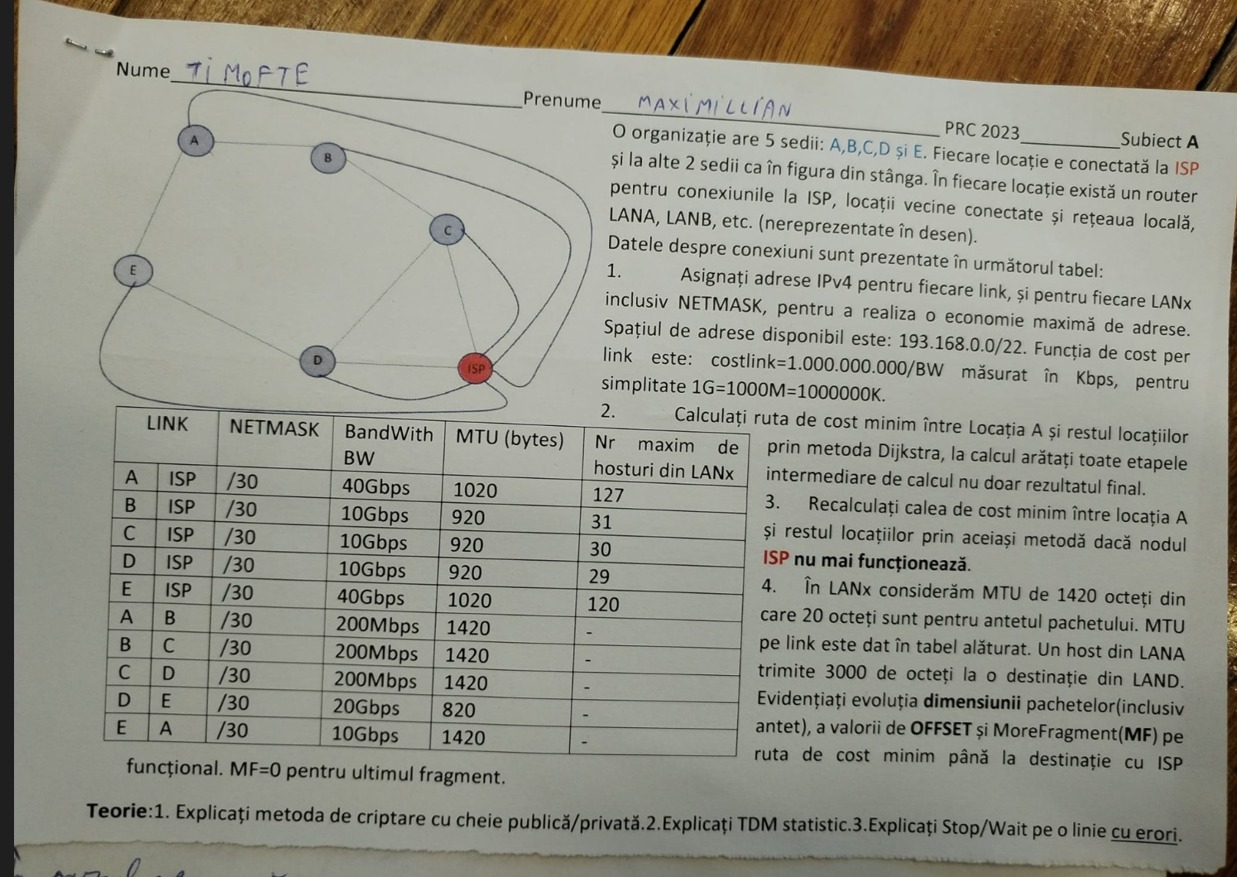 Nume TIMOFTE
Prenume MAXIMILLIAN
PRC 2023 Subiect A
A
B
C
E
D
ISP
O organizație are 5 sedii: A,B,C,D și E. Fiecare locație e conectată la ISP
și la alte 2 sedii ca în figura din stânga. În fiecare locație există un router
pentru conexiunile la ISP, locații vecine conectate și rețeaua locală,
LANA, LANB, etc. (nereprezentate în desen).
Datele despre conexiuni sunt prezentate în următorul tabel:
1. Asignați adrese IPv4 pentru fiecare link, și pentru fiecare LANx
inclusiv NETMASK, pentru a realiza o economie maximă de adrese.
Spațiul de adrese disponibil este: 193.168.0.0/22. Funcția de cost per
link este: costlink=1.000.000.000/BW măsurat în Kbps, pentru
simplitate 1G=1000M=1000000K.
2. Calculați ruta de cost minim între Locația A și restul locațiilor
prin metoda Dijkstra, la calcul arătați toate etapele
intermediare de calcul nu doar rezultatul final.
3. Recalculați calea de cost minim între locația A
și restul locațiilor prin aceiași metodă dacă nodul
ISP nu mai funcționează.
4. În LANx considerăm MTU de 1420 octeți din
care 20 octeți sunt pentru antetul pachetului. MTU
pe link este dat în tabel alăturat. Un host din LANA
trimite 3000 de octeți la o destinație din LAND.
Evidențiați evoluția dimensiunii pachetelor(inclusiv
antet), a valorii de OFFSET și MoreFragment(MF) pe
ruta de cost minim până la destinație cu ISP
funcțional. MF=0 pentru ultimul fragment.
LINK NETMASK BandWith BW MTU (bytes) Nr maxim de hosturi din LANx
A ISP /30 40Gbps 1020 127
B ISP /30 10Gbps 920 31
C ISP /30 10Gbps 920 30
D ISP /30 10Gbps 920 29
E ISP /30 40Gbps 1020 120
A B /30 200Mbps 1420 -
B C /30 200Mbps 1420 -
C D /30 200Mbps 1420 -
D E /30 20Gbps 820 -
E A /30 10Gbps 1420 -
Teorie:1. Explicați metoda de criptare cu cheie publică/privată.2.Explicați TDM statistic.3.Explicați Stop/Wait pe o linie cu erori.